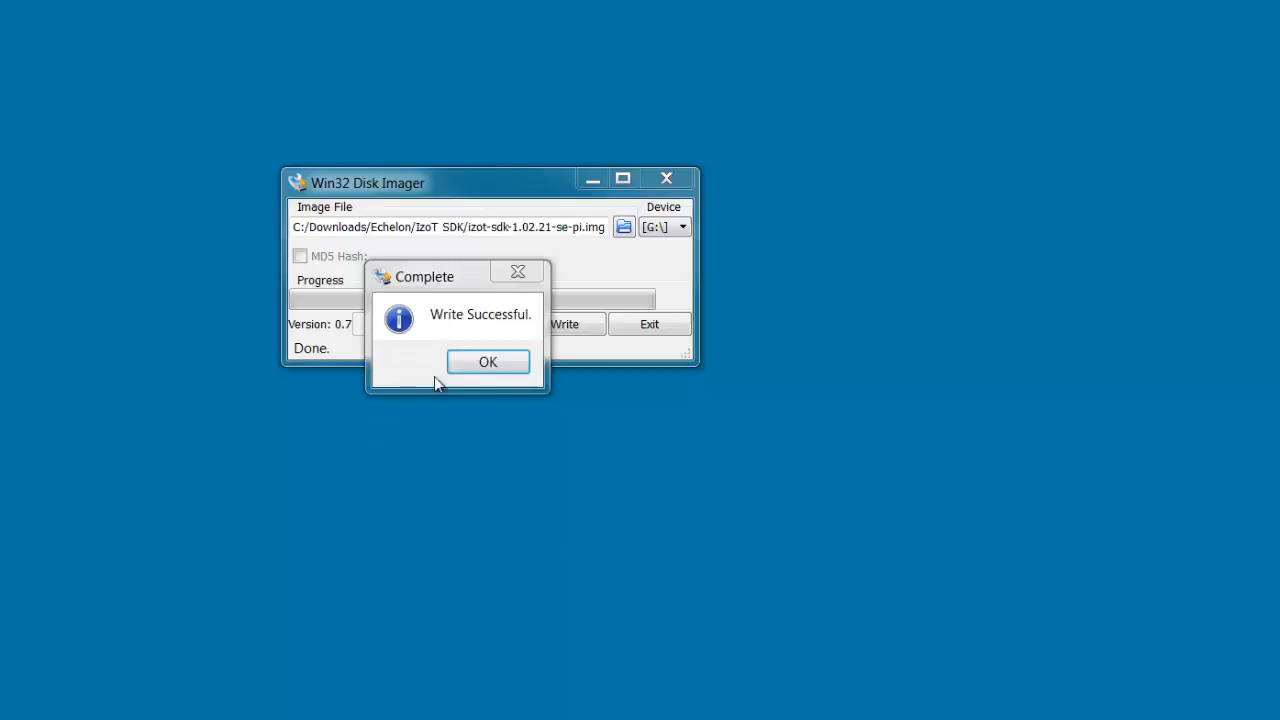 Win32 Disk Imager
Image File
Device
C:/Downloads/Echelon/IzoT SDK/izot-sdk-1.02.21-se-pi.img
[G:\]
MD5 Hash:
Complete
Progress
Write Successful.
Version: 0.7
Write
Exit
Done.
OK